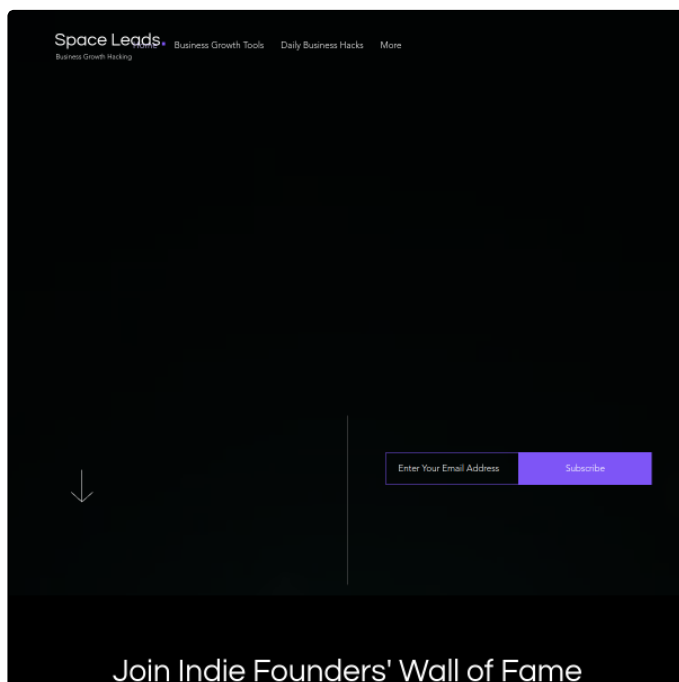 Space Leads
Home Business Growth Tools Daily Business Hacks More
Business Growth Hacking
Enter Your Email Address Subscribe
Join Indie Founders' Wall of Fame